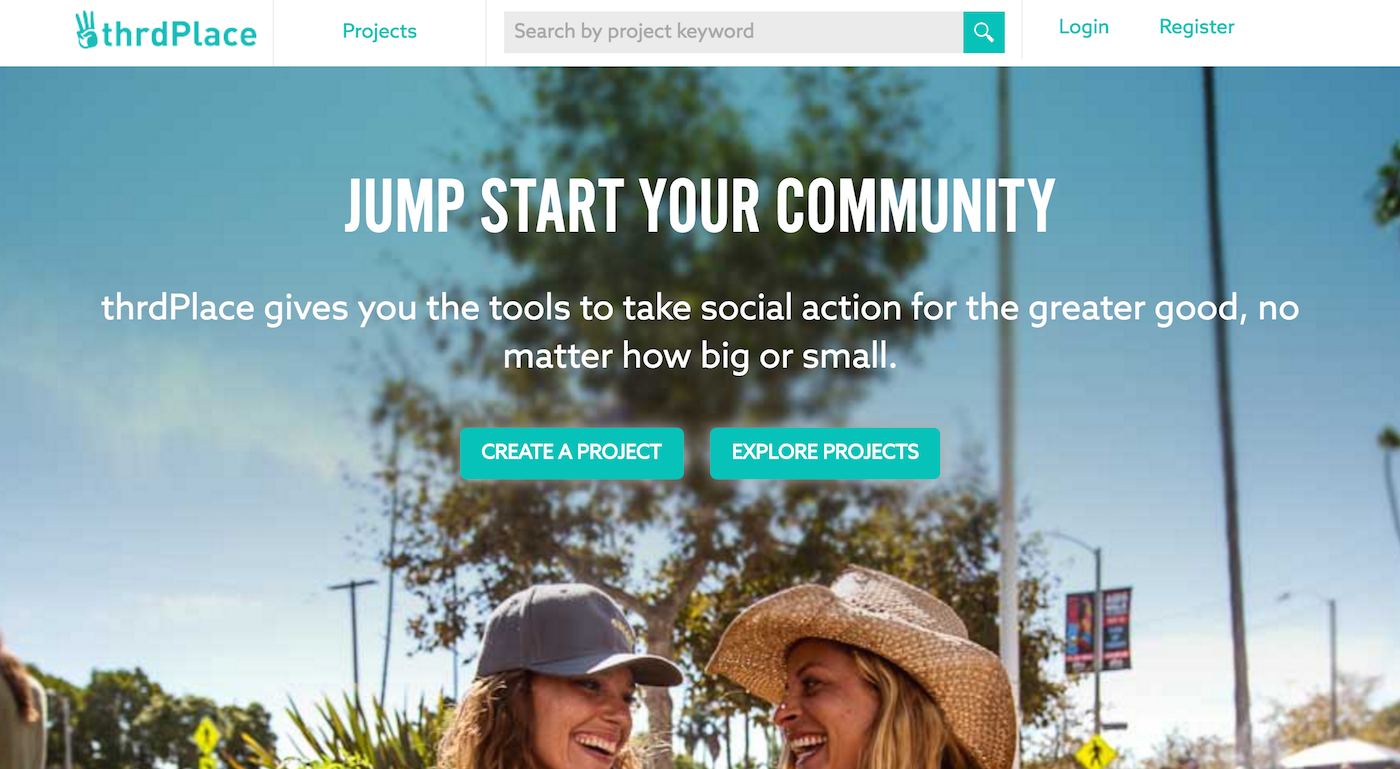 thrdPlace
Projects
Search by project keyword
Login
Register
JUMP START YOUR COMMUNITY
thrdPlace gives you the tools to take social action for the greater good, no
matter how big or small.
CREATE A PROJECT
EXPLORE PROJECTS